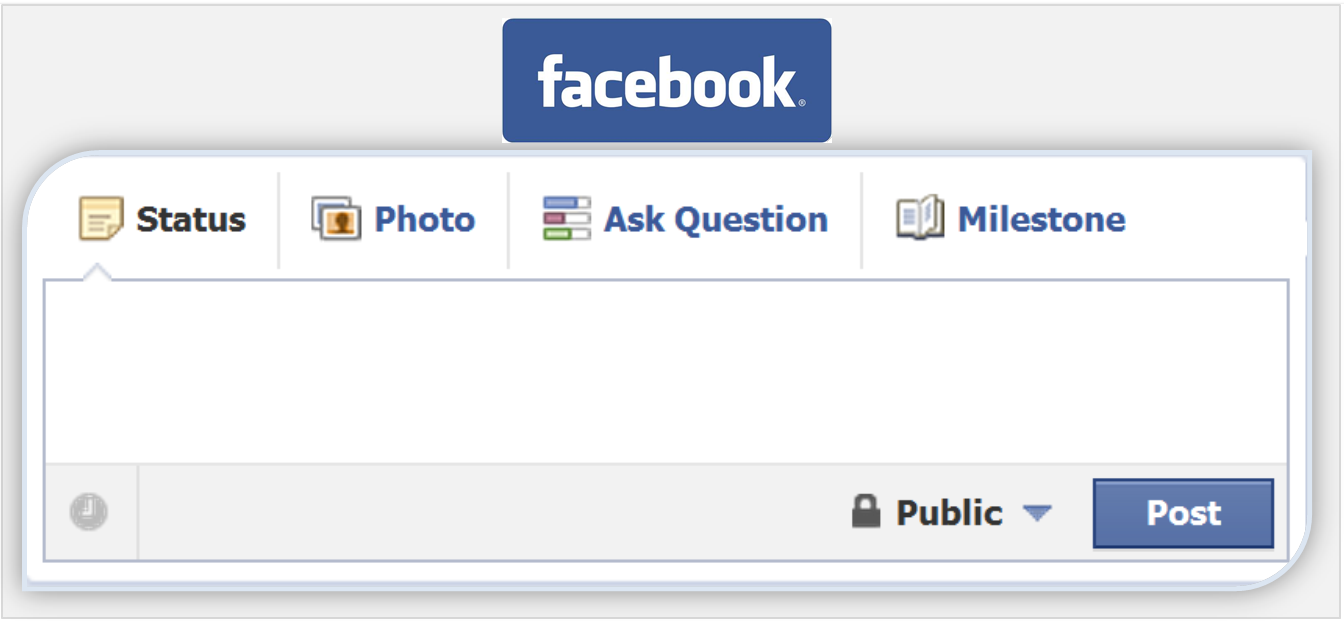 facebook®
Status Photo Ask Question Milestone
Public Post